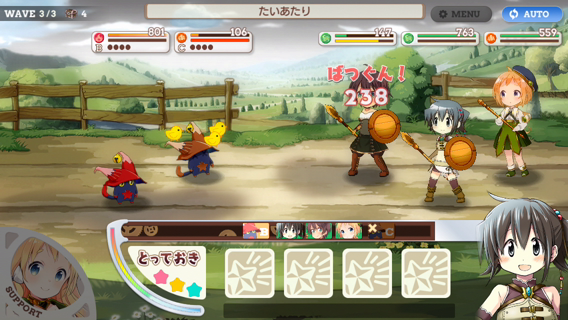 WAVE 3/3 4
たいあたり
MENU
AUTO
801
B
106
C
147
763
559
ばつぐん!
238
とっておき
SUPPORT